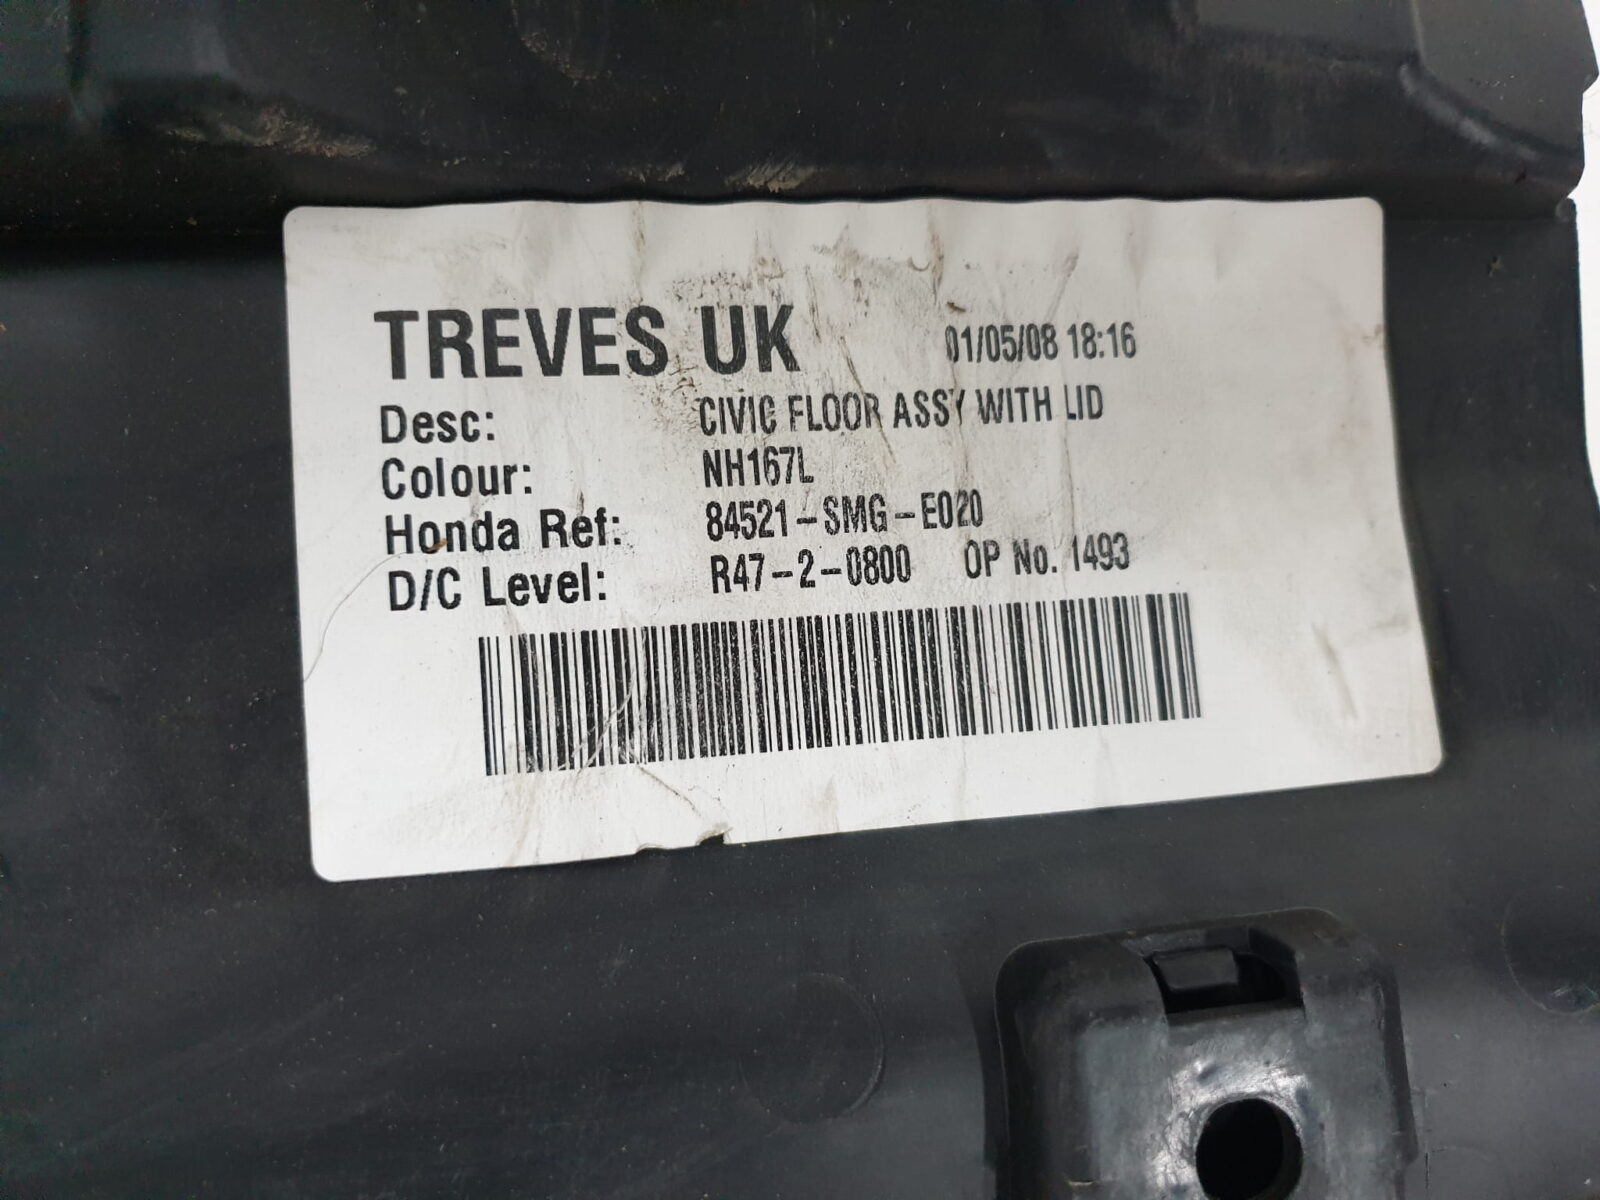 TREVES UK 01/05/08 18:16
Desc: CIVIC FLOOR ASSY WITH LID
Colour: NH167L
Honda Ref: 84521-SMG-E020
D/C Level: R47-2-0800 OP No. 1493